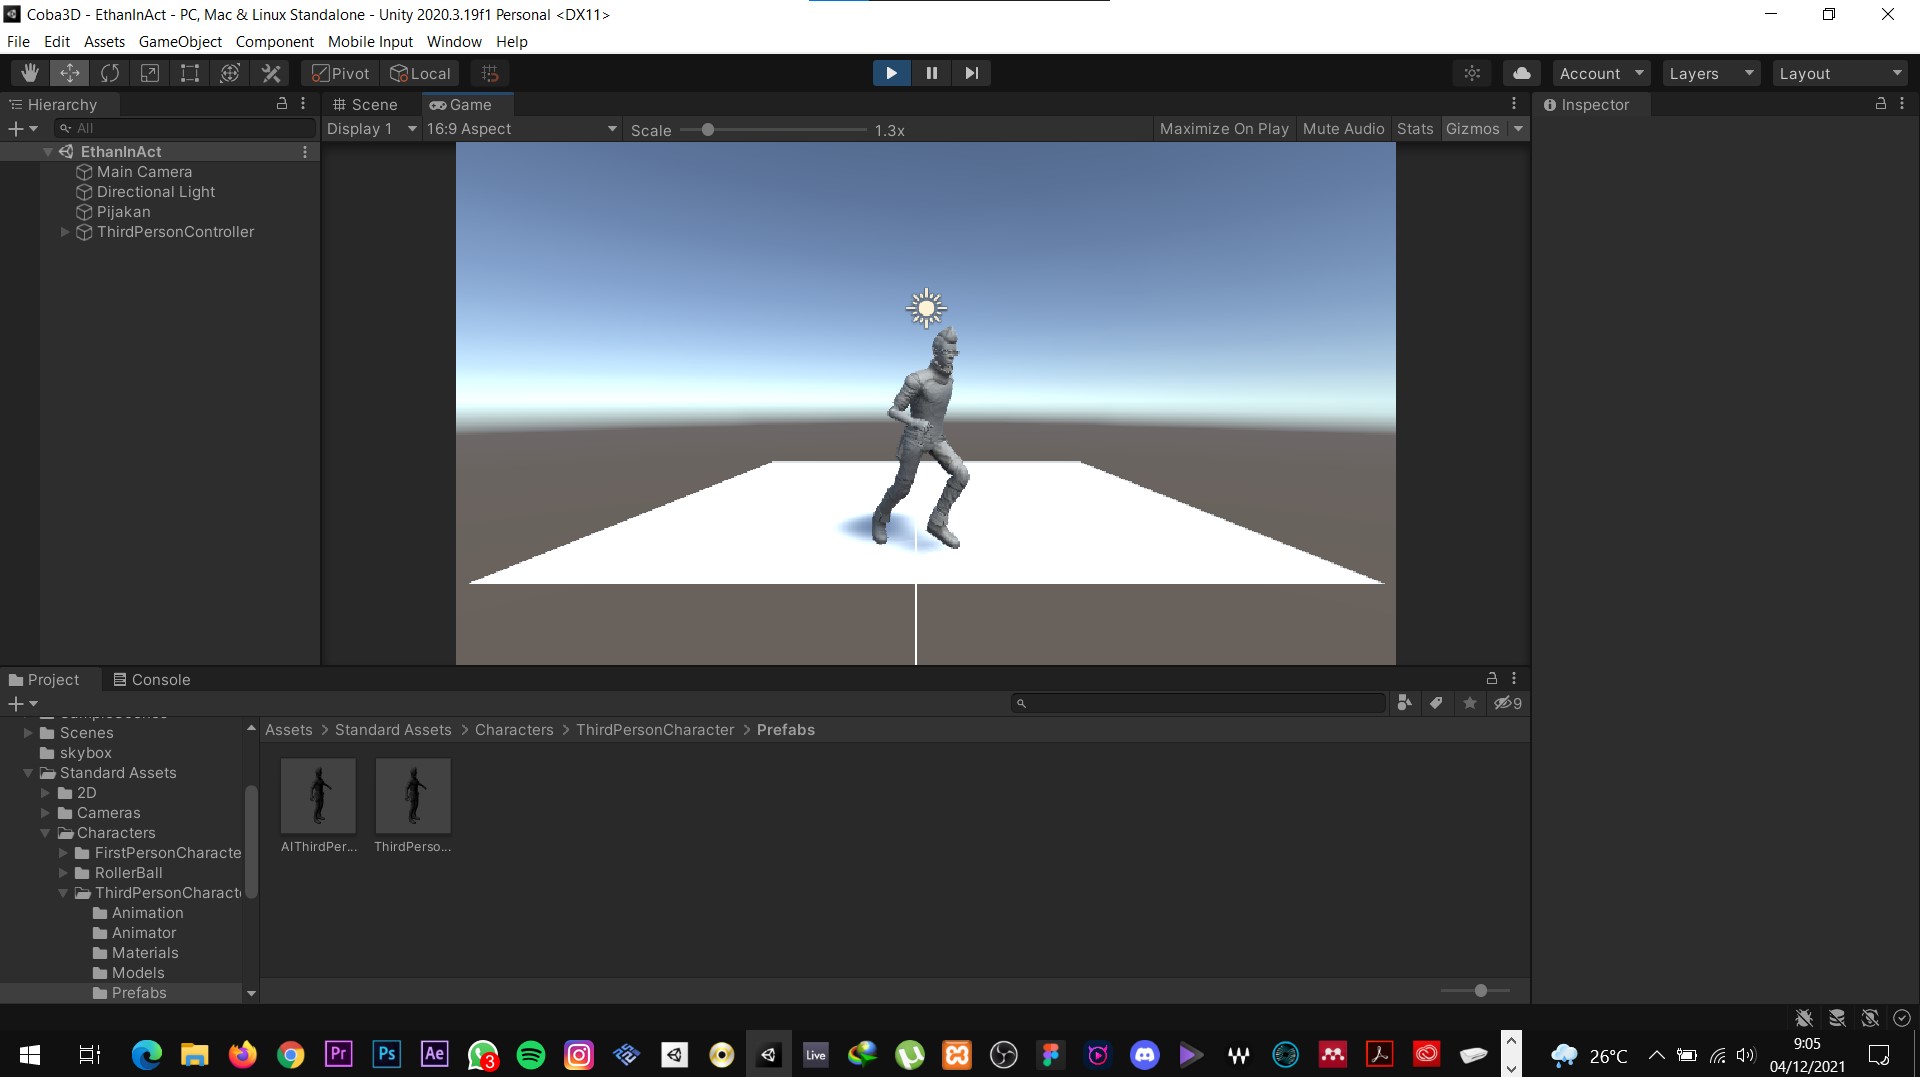 Coba3D - EthanInAct - PC, Mac & Linux Standalone - Unity 2020.3.19f1 Personal <DX11>
File Edit Assets GameObject Component Mobile Input Window Help
Pivot Local Account Layers Layout
Hierarchy Scene Game Inspector
All Display 1 16:9 Aspect Scale 1.3x Maximize On Play Mute Audio Stats Gizmos
EthanInAct
Main Camera
Directional Light
Pijakan
ThirdPersonController
Project Console
9
Scenes
skybox
Standard Assets
2D
Cameras
Characters
FirstPersonCharacte
RollerBall
ThirdPersonCharact
Animation
Animator
Materials
Models
Prefabs
Assets > Standard Assets > Characters > ThirdPersonCharacter > Prefabs
AIThirdPer... ThirdPerso...
Pr Ps Ae 3 Live 26°C
9:05
04/12/2021